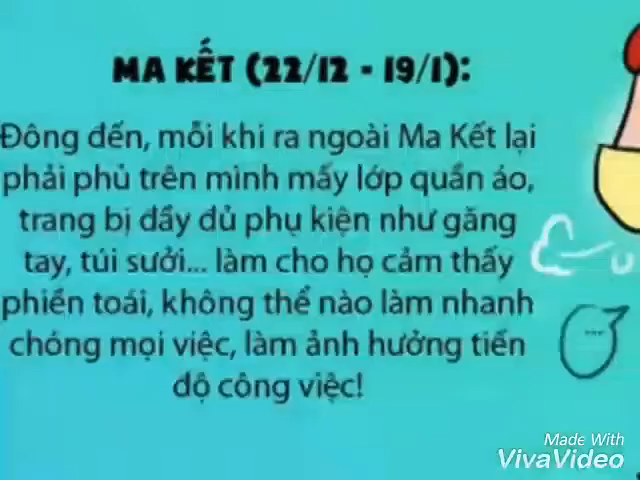 MA KẾT (22/12 - 19/1):
Đông đến, mỗi khi ra ngoài Ma Kết lại
phải phủ trên mình mấy lớp quần áo,
trang bị đầy đủ phụ kiện như găng
tay, túi sưởi... làm cho họ cảm thấy
phiền toái, không thể nào làm nhanh
chóng mọi việc, làm ảnh hưởng tiến
độ công việc!
...
Made With
VivaVideo